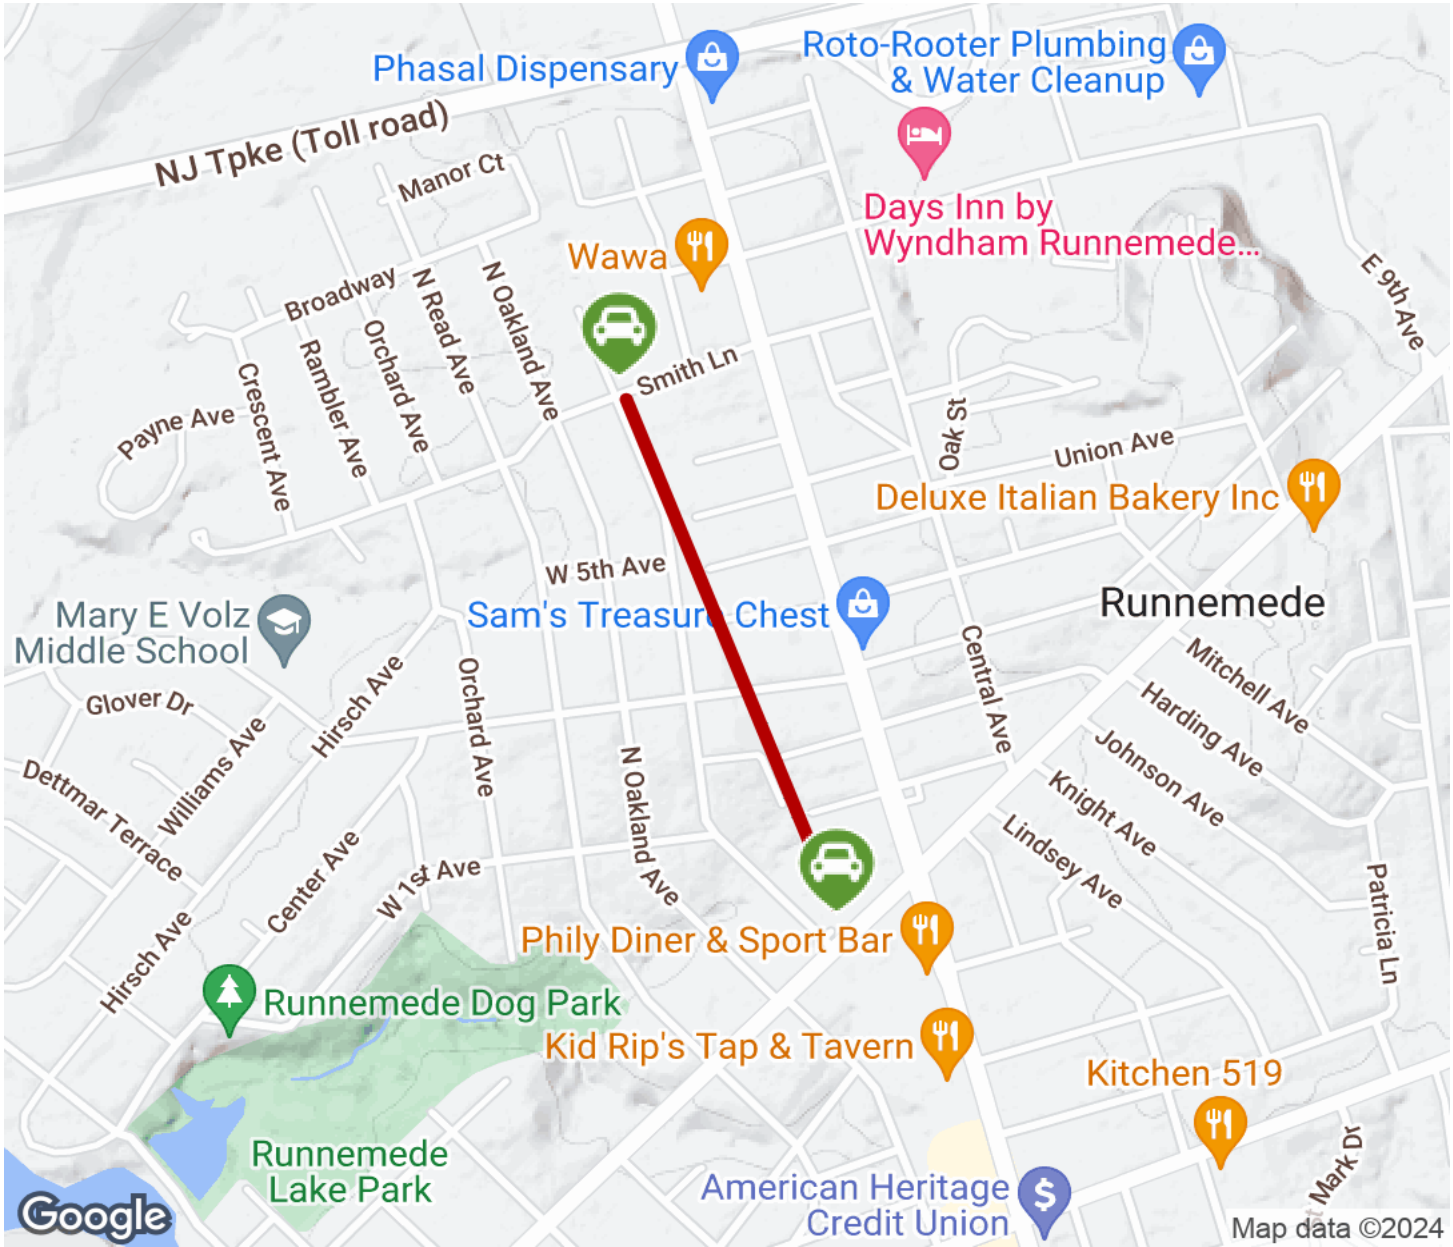 Phasal Dispensary
Roto-Rooter Plumbing
& Water Cleanup
NJ Tpke (Toll road)
Manor Ct
Days Inn by
Wyndham Runnemede...
Wawa
E 9th Ave
Broadway
N Read Ave
N Oakland Ave
Orchard Ave
Rambler Ave
Crescent Ave
Payne Ave
Smith Ln
Oak St
Union Ave
Deluxe Italian Bakery Inc
W 5th Ave
Sam's Treasure Chest
Runnemede
Mary E Volz
Middle School
Glover Dr
Hirsch Ave
Williams Ave
Orchard Ave
Central Ave
Mitchell Ave
Harding Ave
Johnson Ave
Knight Ave
Lindsey Ave
Dettmar Terrace
N Oakland Ave
Center Ave
W 1st Ave
Patricia Ln
Hirsch Ave
Phily Diner & Sport Bar
Runnemede Dog Park
Kid Rip's Tap & Tavern
Kitchen 519
Runnemede
Lake Park
American Heritage
Credit Union
Mark Dr
Google
Map data ©2024